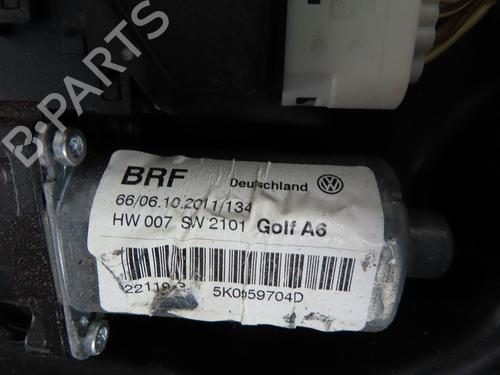 B-PARTS
BRF Deutschland
66/06.10.2011/134
HW 007 SW 2101 Golf A6
5K0959704D